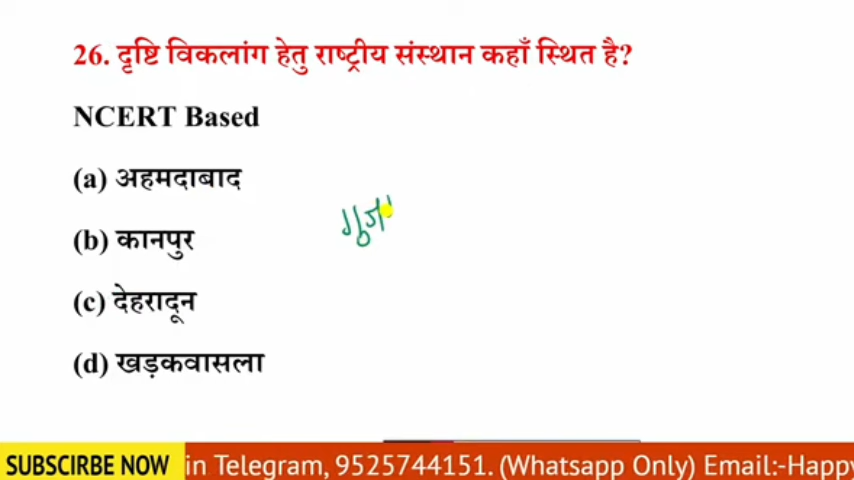 26. दृष्टि विकलांग हेतु राष्ट्रीय संस्थान कहाँ स्थित है?
NCERT Based
(a) अहमदाबाद
गुज
(b) कानपुर
(c) देहरादून
(d) खड़कवासला
SUBSCIRBE NOW in Telegram, 9525744151. (Whatsapp Only) Email:-Happy